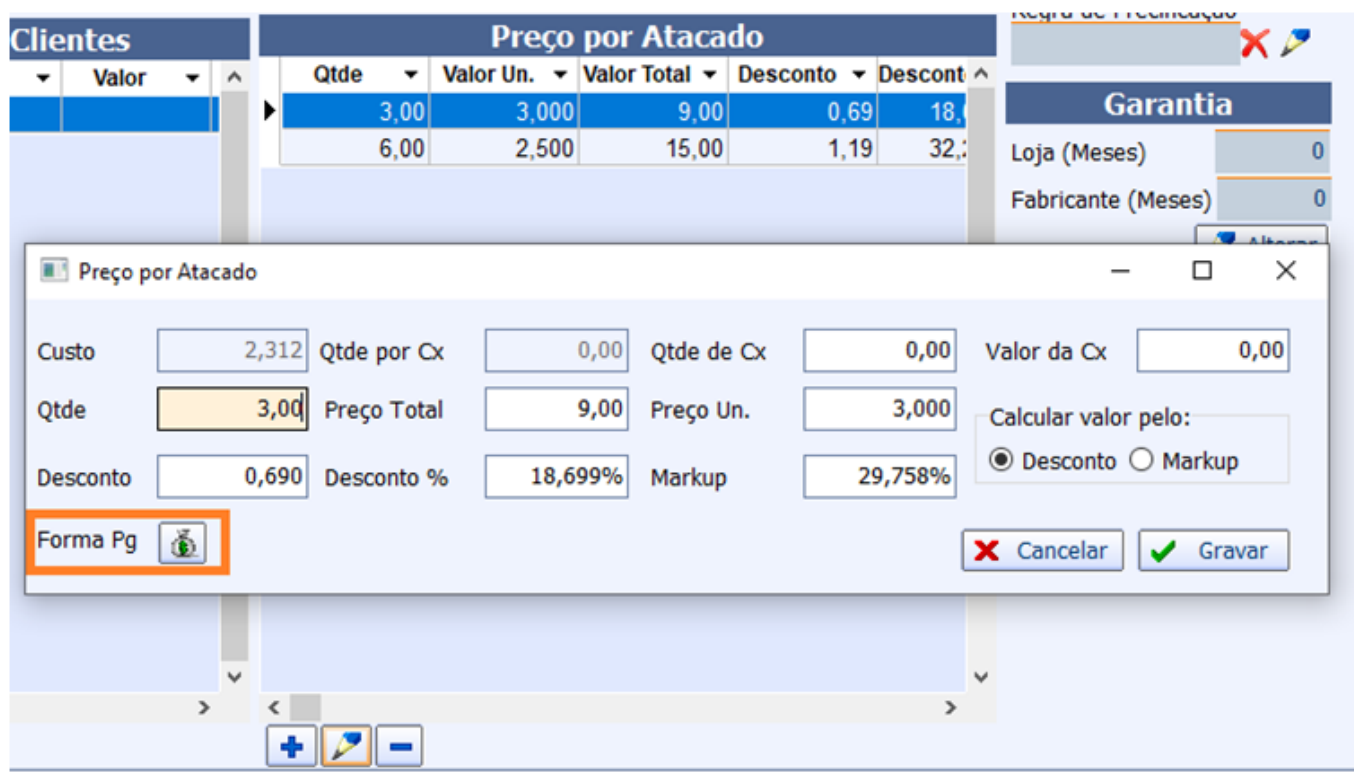 Clientes
Valor
Preço por Atacado
Qtde Valor Un. Valor Total Desconto
3,00 3,000 9,00 0,69
6,00 2,500 15,00 1,19
Regra de Precificação
Garantia
Loja (Meses) 0
Fabricante (Meses) 0
Alterar
Preço por Atacado
Custo 2,312 Qtde por Cx 0,00 Qtde de Cx 0,00 Valor da Cx 0,00
Qtde 3,00 Preço Total 9,00 Preço Un. 3,000
Calcular valor pelo:
Desconto Markup
Desconto 0,690 Desconto % 18,699% Markup 29,758%
Forma Pg
Cancelar Gravar